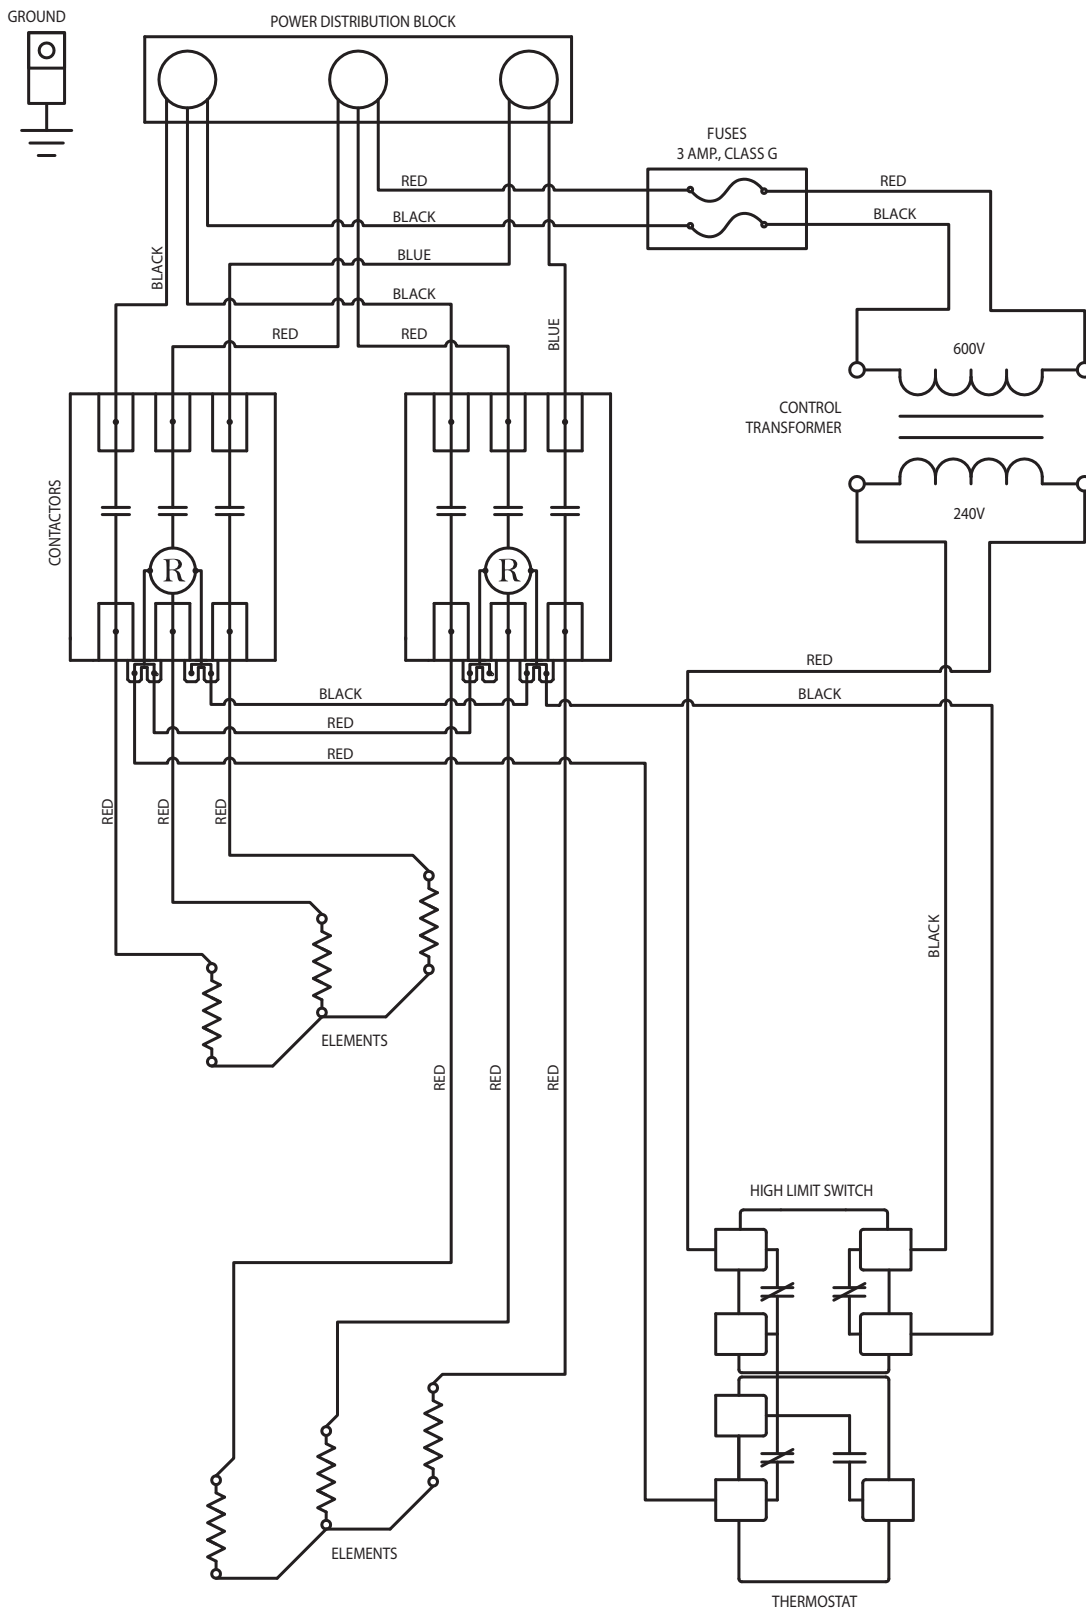 GROUND
POWER DISTRIBUTION BLOCK
FUSES
3 AMP., CLASS G
RED
RED
BLACK
BLACK
BLACK
BLUE
BLACK
RED
RED
BLUE
600V
CONTROL
TRANSFORMER
240V
CONTACTORS
R
R
RED
BLACK
BLACK
RED
RED
RED
RED
RED
BLACK
ELEMENTS
RED
RED
RED
HIGH LIMIT SWITCH
ELEMENTS
THERMOSTAT